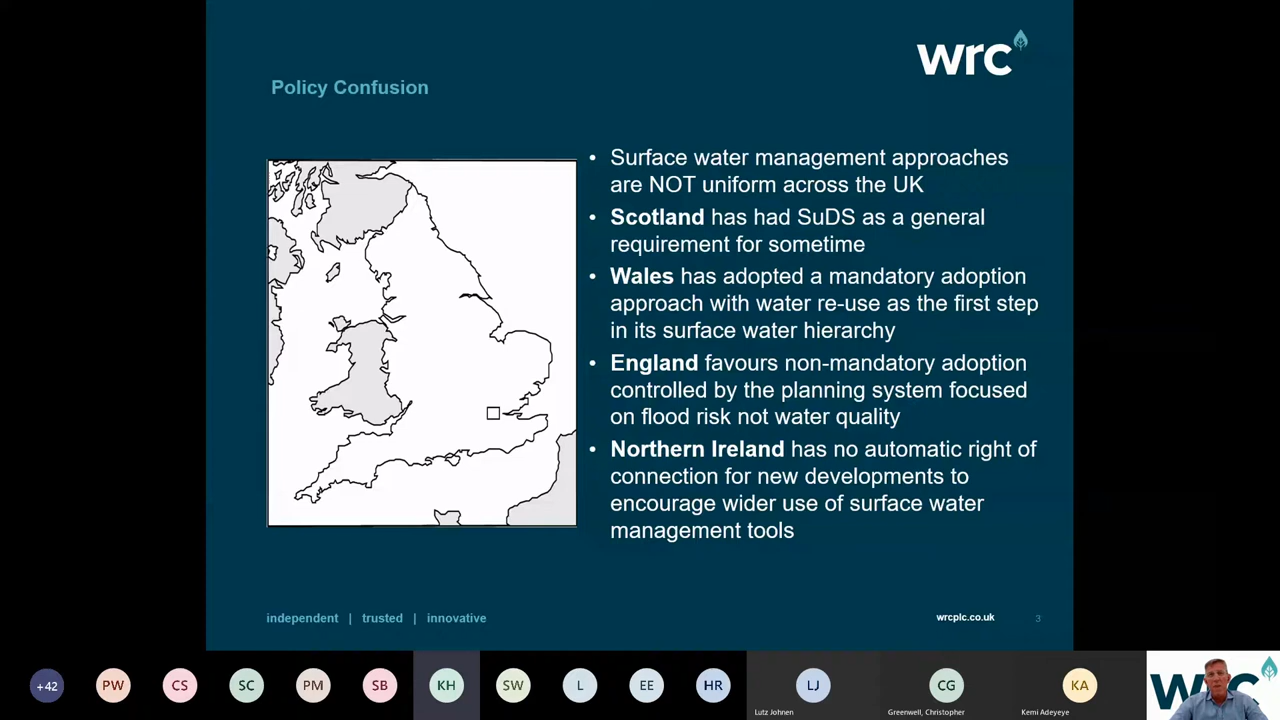 wrc
Policy Confusion
• Surface water management approaches
are NOT uniform across the UK
• Scotland has had SuDS as a general
requirement for sometime
• Wales has adopted a mandatory adoption
approach with water re-use as the first step
in its surface water hierarchy
• England favours non-mandatory adoption
controlled by the planning system focused
on flood risk not water quality
• Northern Ireland has no automatic right of
connection for new developments to
encourage wider use of surface water
management tools
independent | trusted | innovative
wrcplc.co.uk
3
+42 PW CS SC PM SB KH SW L EE HR LJ CG KA
Lutz Johnen
Greenwell, Christopher
Kemi Adeyeye